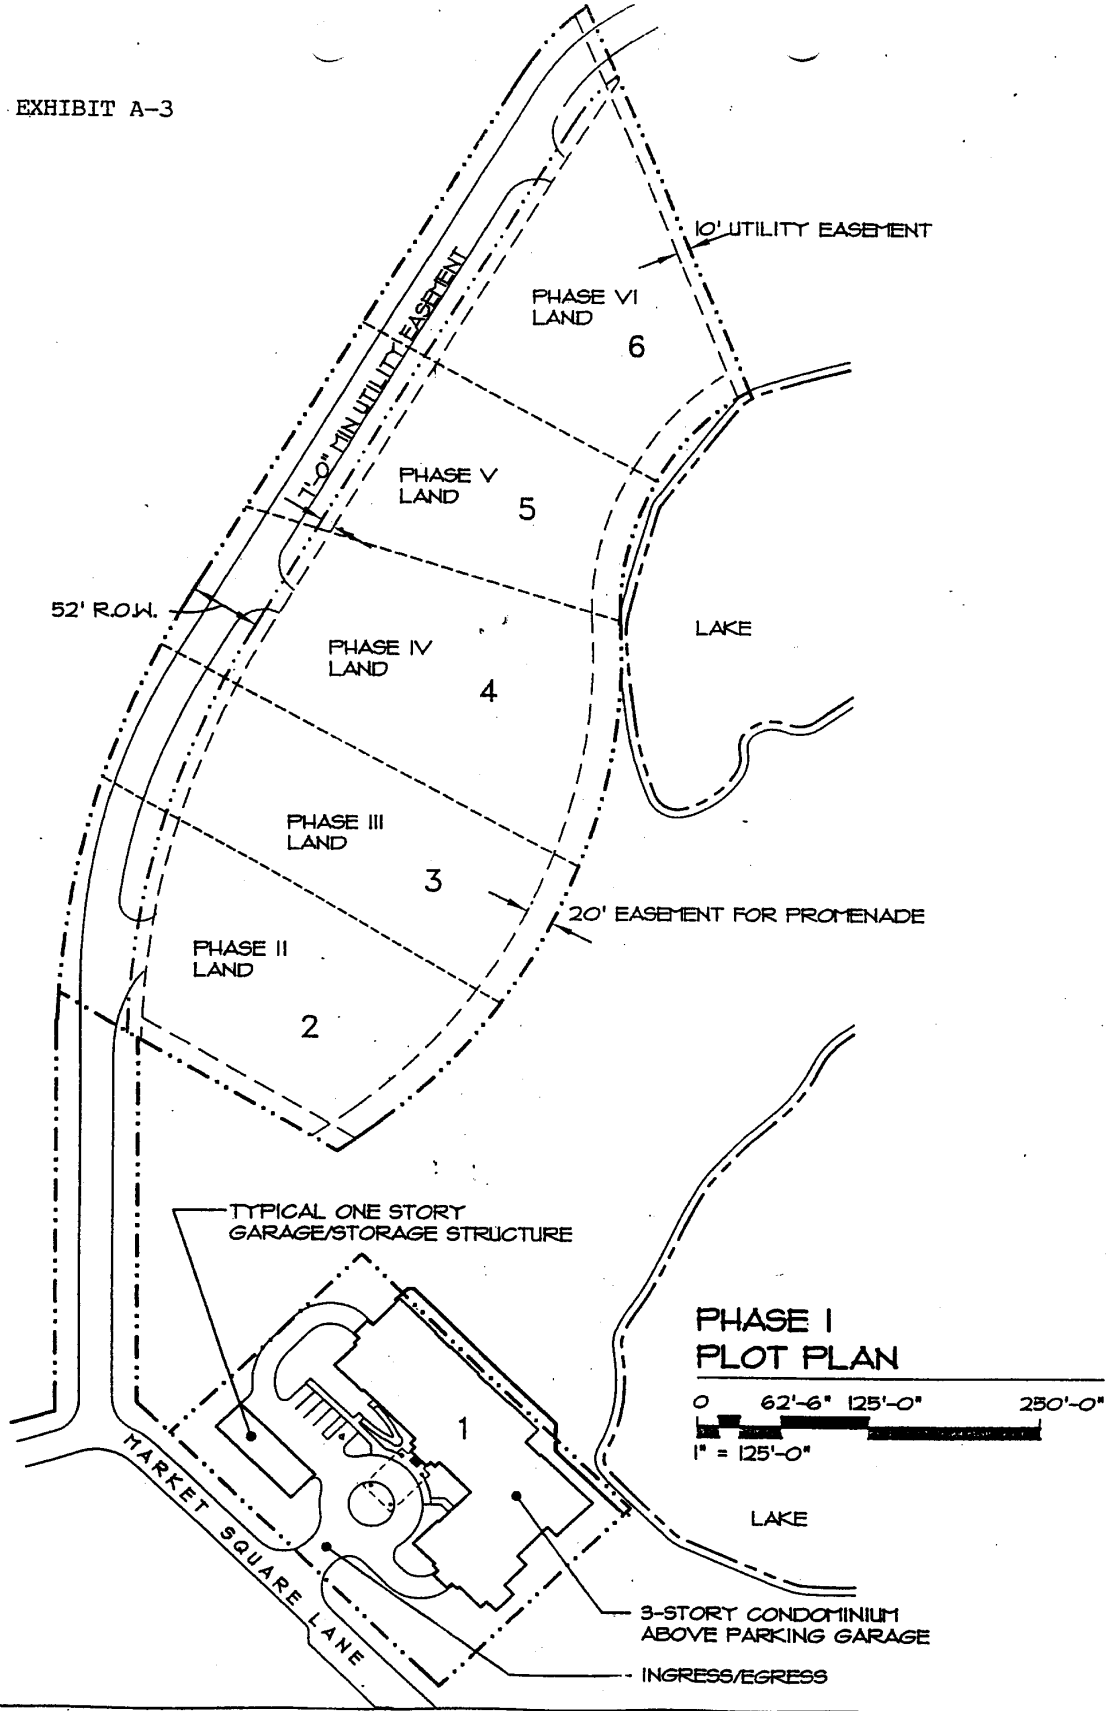 EXHIBIT A-3
10' UTILITY EASEMENT
PHASE VI
LAND
6
7'-0" MIN UTILITY EASEMENT
PHASE V
LAND
5
52' R.O.W.
PHASE IV
LAND
4
LAKE
PHASE III
LAND
3
20' EASEMENT FOR PROMENADE
PHASE II
LAND
2
TYPICAL ONE STORY
GARAGE/STORAGE STRUCTURE
PHASE I
PLOT PLAN
0 62'-6" 125'-0" 250'-0"
1" = 125'-0"
1
MARKET SQUARE LANE
LAKE
3-STORY CONDOMINIUM
ABOVE PARKING GARAGE
INGRESS/EGRESS